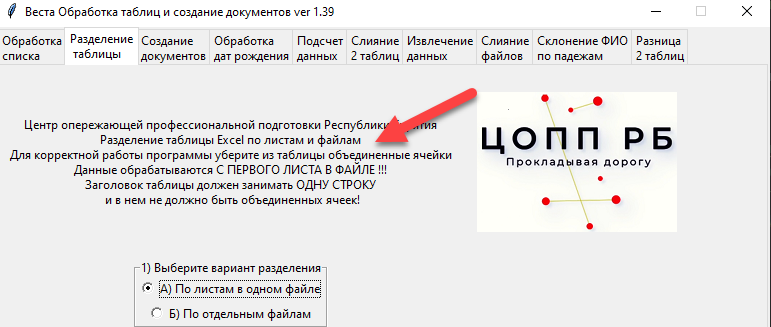 Веста Обработка таблиц и создание документов ver 1.39
Обработка списка
Разделение таблицы
Создание документов
Обработка дат рождения
Подсчет данных
Слияние 2 таблиц
Извлечение данных
Слияние файлов
Склонение ФИО по падежам
Разница 2 таблиц
Центр опережающей профессиональной подготовки Республики
Разделение таблицы Excel по листам и файлам
Для корректной работы программы уберите из таблицы объединенные ячейки
Данные обрабатываются С ПЕРВОГО ЛИСТА В ФАЙЛЕ !!!
Заголовок таблицы должен занимать ОДНУ СТРОКУ
и в нем не должно быть объединенных ячеек!
ЦОПП РБ
Прокладывая дорогу
1) Выберите вариант разделения
А) По листам в одном файле
Б) По отдельным файлам